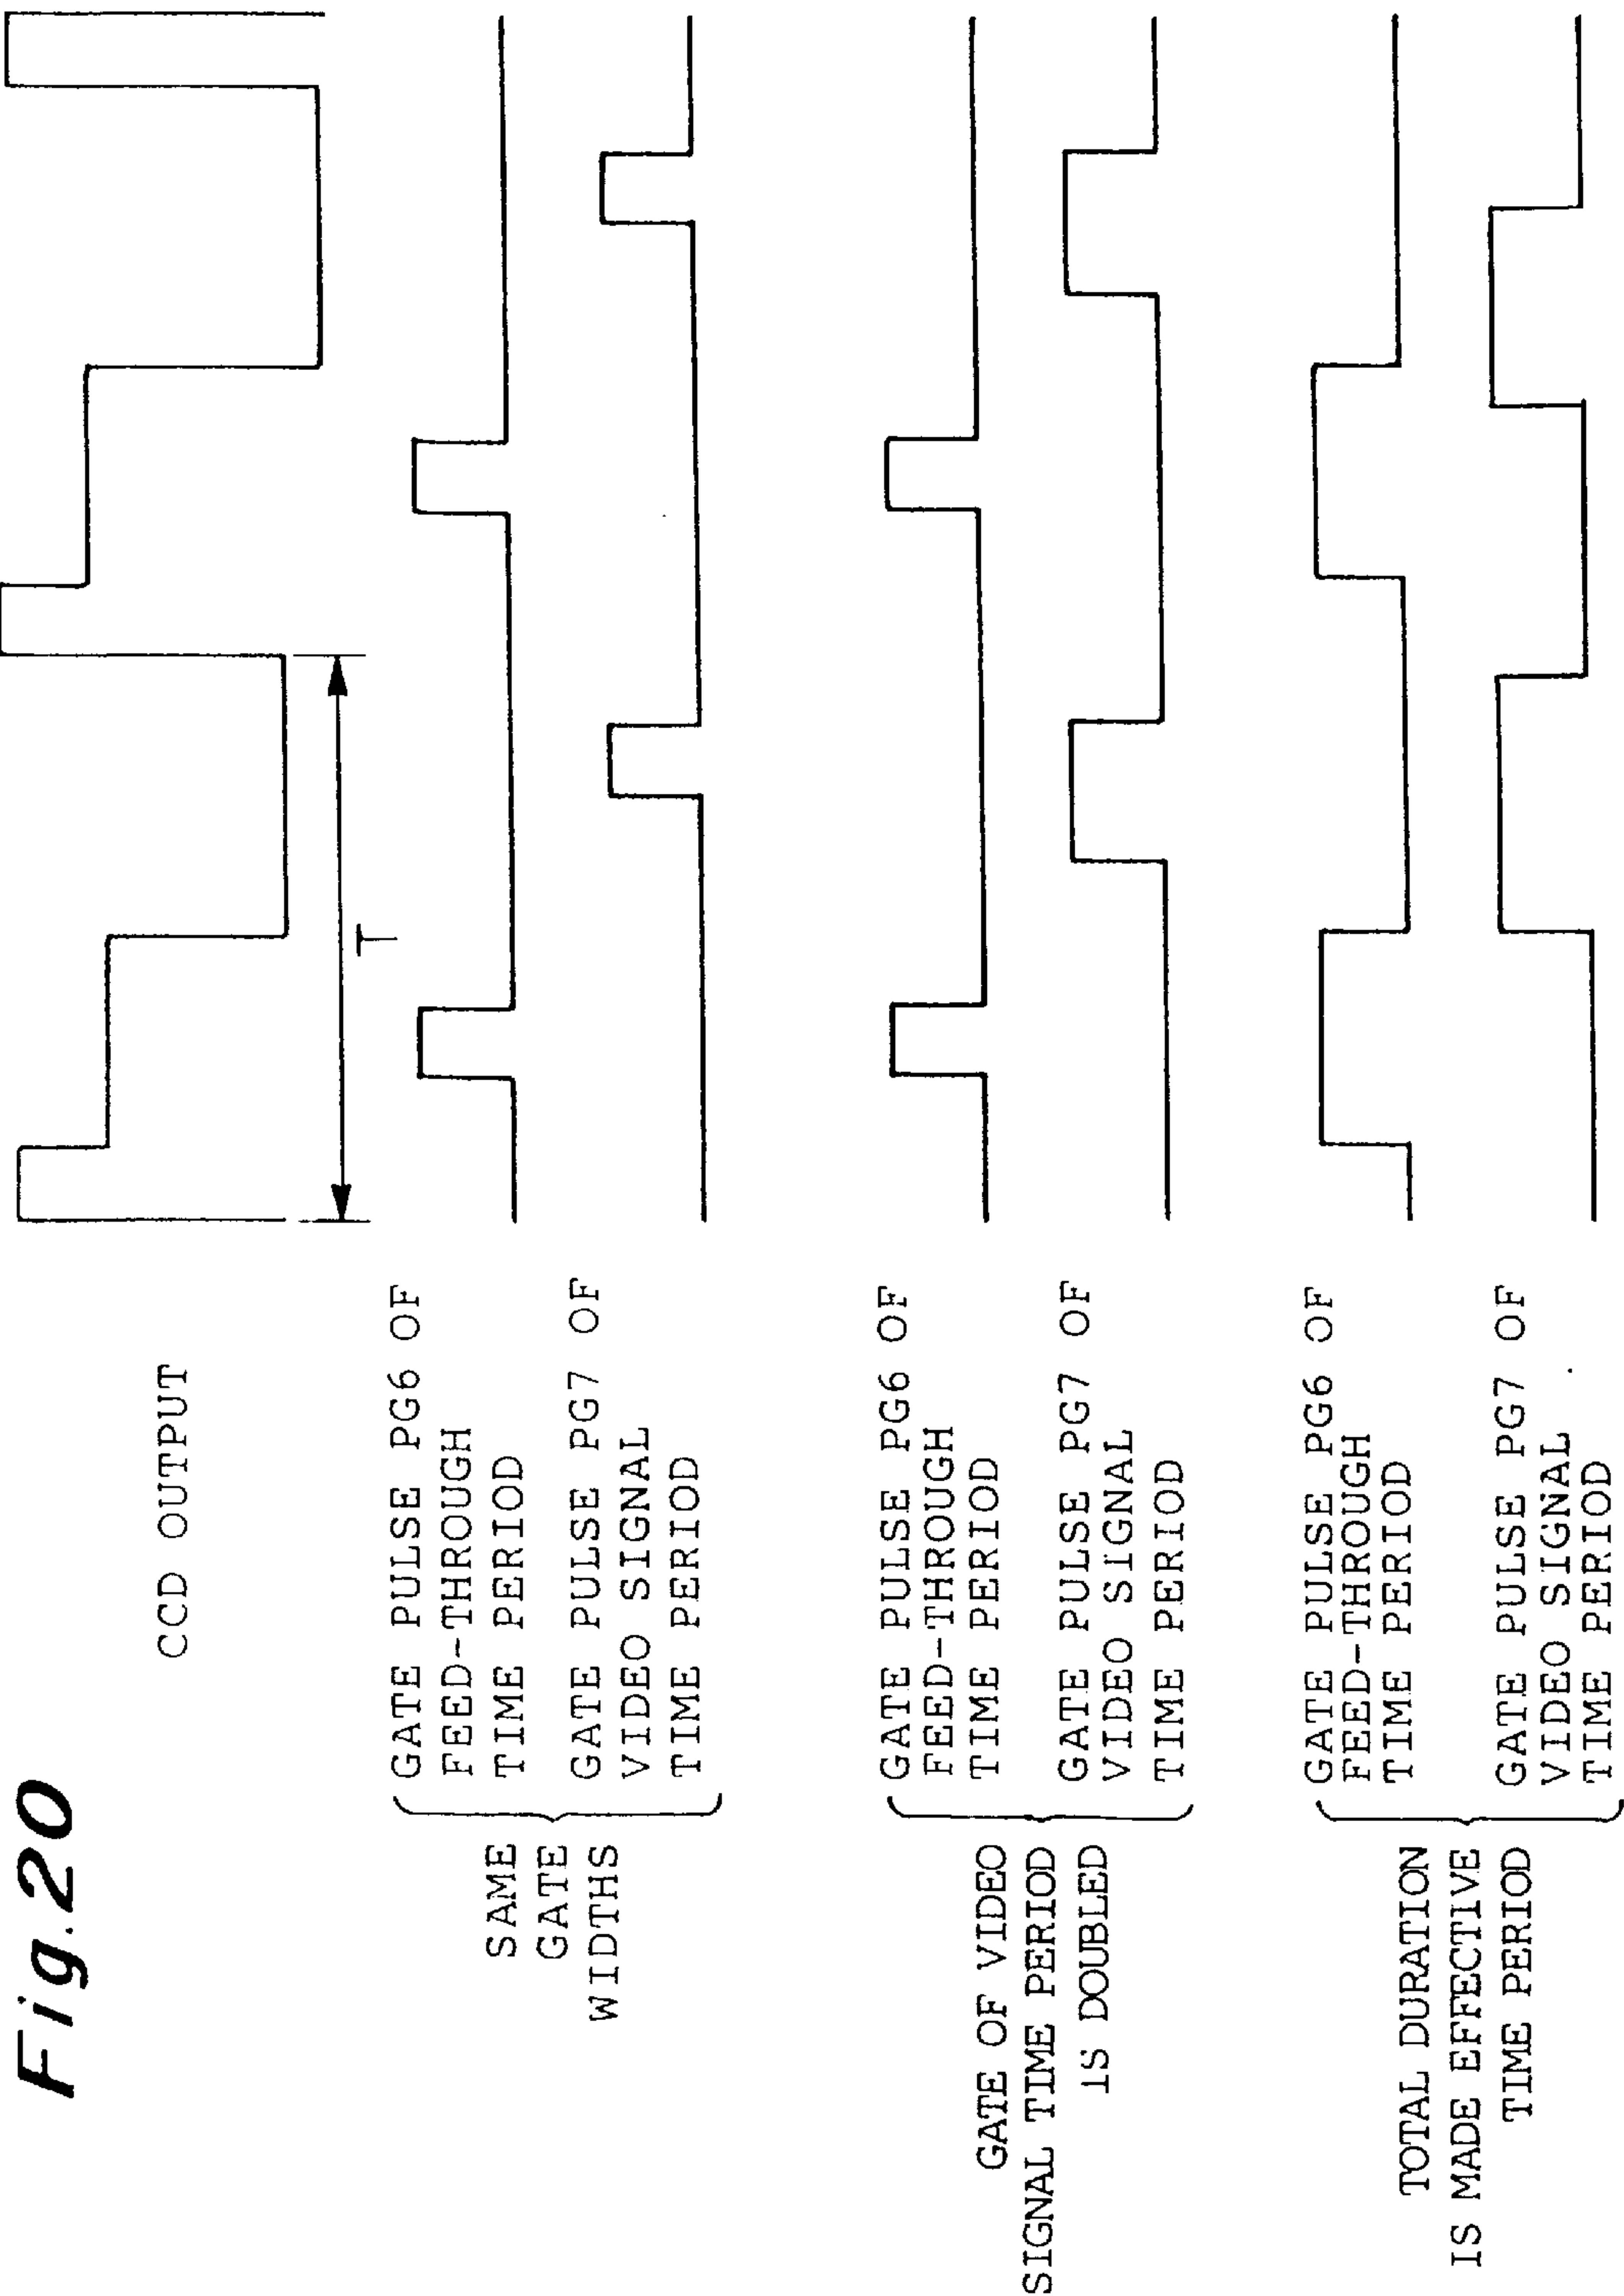 Fig.20
CCD OUTPUT
T
SAME
GATE
WIDTHS
GATE PULSE PG6 OF
FEED-THROUGH
TIME PERIOD
GATE PULSE PG7 OF
VIDEO SIGNAL
TIME PERIOD
GATE OF VIDEO
SIGNAL TIME PERIOD
IS DOUBLED
GATE PULSE PG6 OF
FEED-THROUGH
TIME PERIOD
GATE PULSE PG7 OF
VIDEO SIGNAL
TIME PERIOD
TOTAL DURATION
IS MADE EFFECTIVE
TIME PERIOD
GATE PULSE PG6 OF
FEED-THROUGH
TIME PERIOD
GATE PULSE PG7 OF
VIDEO SIGNAL
TIME PERIOD